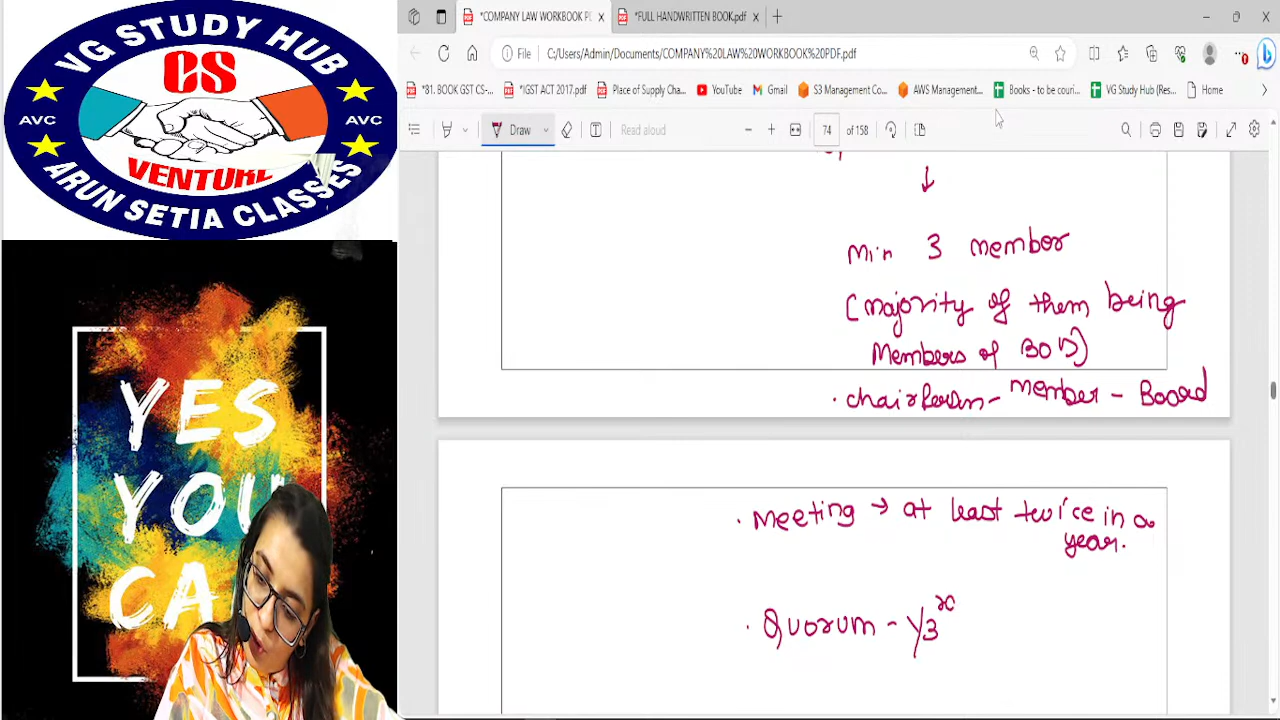 VG STUDY HUB
CS
AVC
AVC
VENTURE
ARUN SETIA CLASSES
YES
YOU
CA
*COMPANY LAW WORKBOOK PD
*FULL HANDWRITTEN BOOK.pdf
File
C:/Users/Admin/Documents/COMPANY%20LAW%20WORKBOOK%20PDF.pdf
*81. BOOK GST CS-...
*IGST ACT 2017.pdf
Place of Supply Cha...
YouTube
Gmail
S3 Management Co...
AWS Management...
Books - to be couri...
VG Study Hub (Res...
Home
Draw
Read aloud
74
of 158
Min 3 member
(majority of them being
Members of BOD)
· chairperson - member - Board
· Meeting → at least twice in a
year.
· Quorum - 1/3